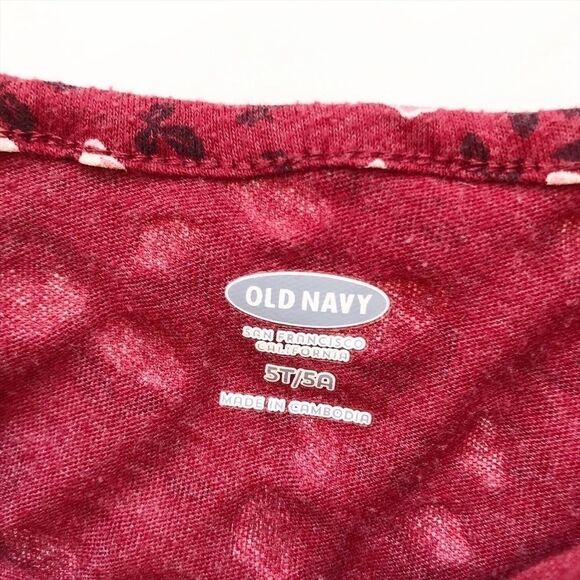 OLD NAVY
SAN FRANCISCO
CALIFORNIA
5T/5A
MADE IN CAMBODIA